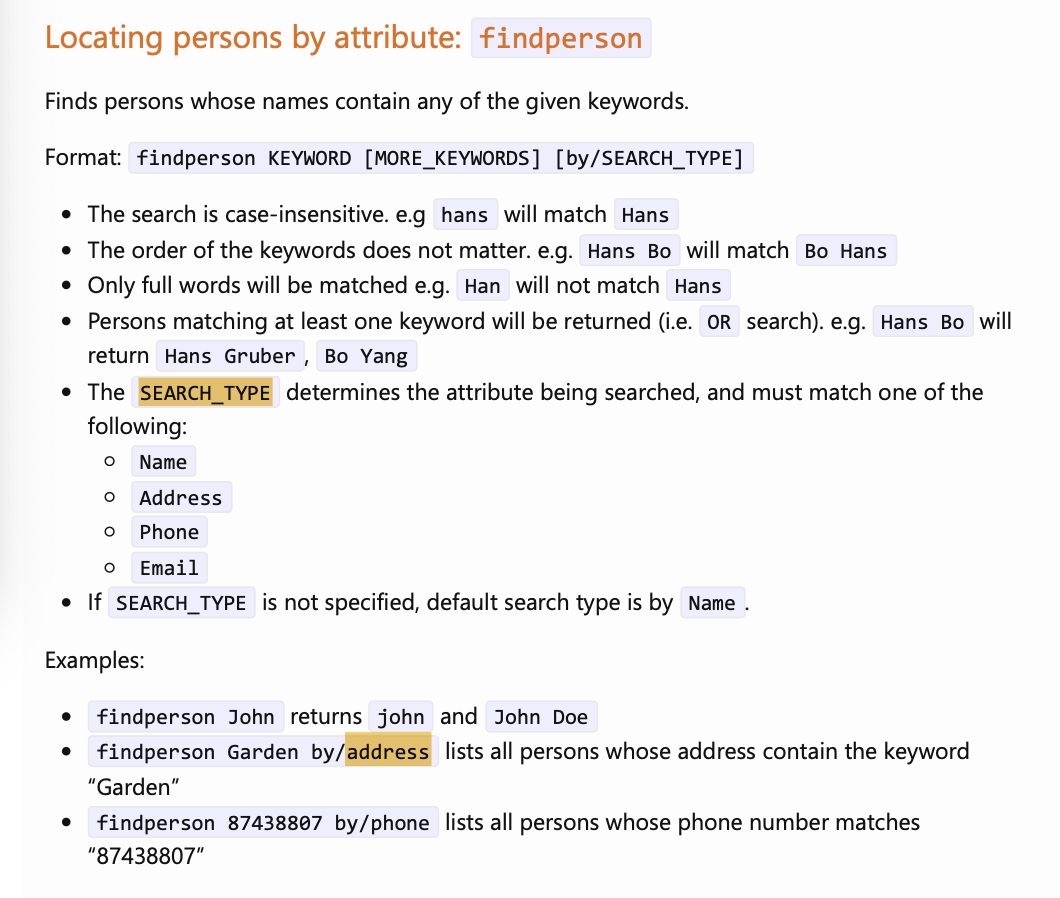 Locating persons by attribute: findperson
Finds persons whose names contain any of the given keywords.
Format: findperson KEYWORD [MORE_KEYWORDS] [by/SEARCH_TYPE]
The search is case-insensitive. e.g hans will match Hans
The order of the keywords does not matter. e.g. Hans Bo will match Bo Hans
Only full words will be matched e.g. Han will not match Hans
Persons matching at least one keyword will be returned (i.e. OR search). e.g. Hans Bo will
return Hans Gruber, Bo Yang
The SEARCH_TYPE determines the attribute being searched, and must match one of the
following:
Name
Address
Phone
Email
If SEARCH_TYPE is not specified, default search type is by Name.
Examples:
findperson John returns john and John Doe
findperson Garden by/address lists all persons whose address contain the keyword
“Garden”
findperson 87438807 by/phone lists all persons whose phone number matches
“87438807”